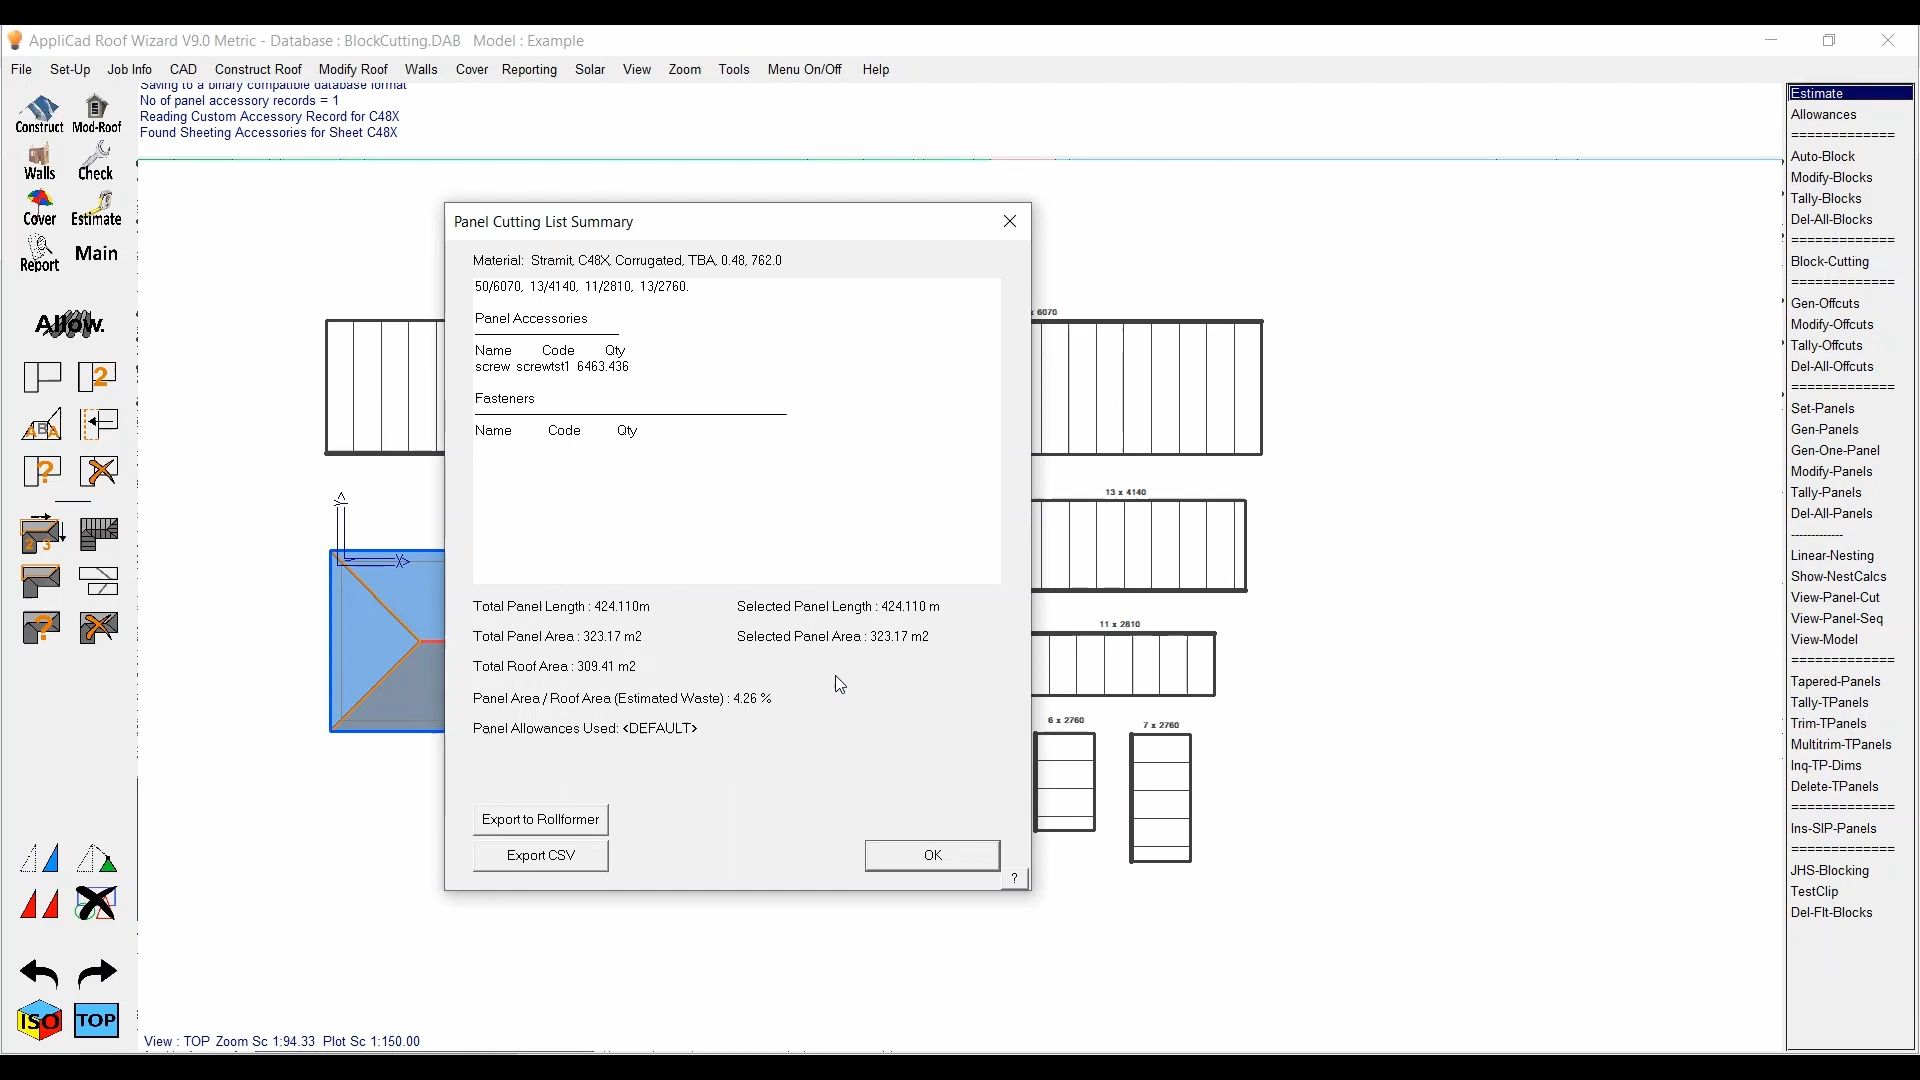 AppliCad Roof Wizard V9.0 Metric - Database : BlockCutting.DAB   Model : Example
File Set-Up Job Info CAD Construct Roof Modify Roof Walls Cover Reporting Solar View Zoom Tools Menu On/Off Help
Saving to a binary compatible database format
No of panel accessory records = 1
Reading Custom Accessory Record for C48X
Found Sheeting Accessories for Sheet C48X
Construct Mod-Roof
Walls Check
Cover Estimate
Report Main
Allow.
2
ABA
?
2 3
?
ISO TOP
Panel Cutting List Summary
Material: Stramit, C48X, Corrugated, TBA, 0.48, 762.0
50/6070, 13/4140, 11/2810, 13/2760.
Panel Accessories
Name Code Qty
screw screwtst1 6463.436
Fasteners
Name Code Qty
Total Panel Length : 424.110m Selected Panel Length : 424.110 m
Total Panel Area : 323.17 m2 Selected Panel Area : 323.17 m2
Total Roof Area : 309.41 m2
Panel Area / Roof Area (Estimated Waste) : 4.26 %
Panel Allowances Used: <DEFAULT>
Export to Rollformer
Export CSV
OK
?
X
x 6070
13 x 4140
11 x 2810
6 x 2760
7 x 2760
View : TOP Zoom Sc 1:94.33 Plot Sc 1:150.00
Estimate
Allowances
=============
Auto-Block
Modify-Blocks
Tally-Blocks
Del-All-Blocks
=============
Block-Cutting
=============
Gen-Offcuts
Modify-Offcuts
Tally-Offcuts
Del-All-Offcuts
=============
Set-Panels
Gen-Panels
Gen-One-Panel
Modify-Panels
Tally-Panels
Del-All-Panels
-------------
Linear-Nesting
Show-NestCalcs
View-Panel-Cut
View-Panel-Seq
View-Model
=============
Tapered-Panels
Tally-TPanels
Trim-TPanels
Multitrim-TPanels
Inq-TP-Dims
Delete-TPanels
=============
Ins-SIP-Panels
=============
JHS-Blocking
TestClip
Del-Flt-Blocks